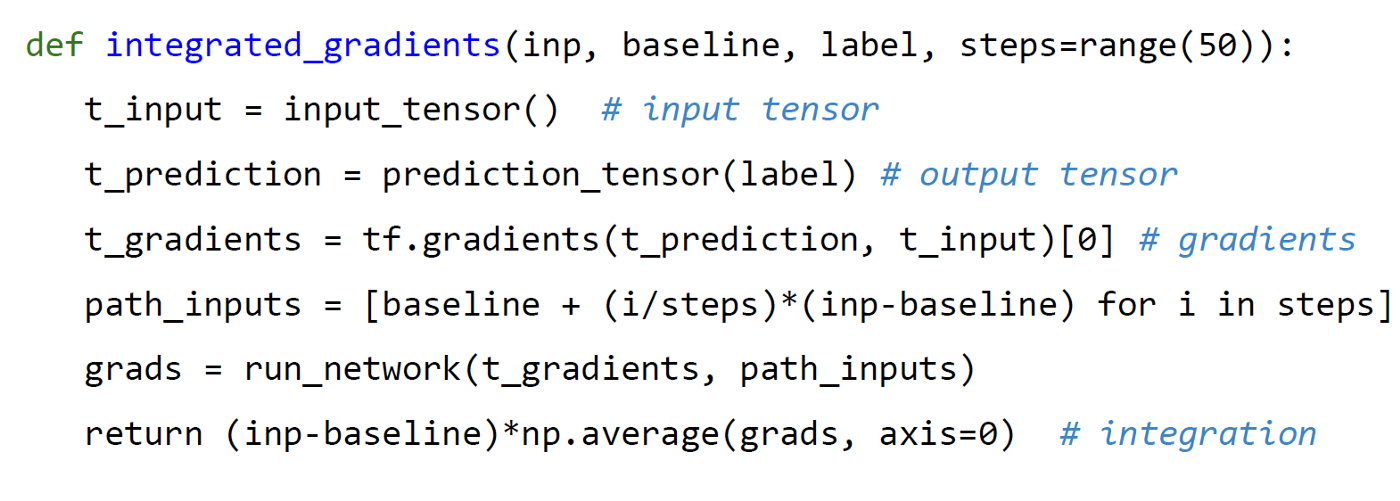 def integrated_gradients(inp, baseline, label, steps=range(50)):
t_input = input_tensor()  # input tensor
t_prediction = prediction_tensor(label) # output tensor
t_gradients = tf.gradients(t_prediction, t_input)[0] # gradients
path_inputs = [baseline + (i/steps)*(inp-baseline) for i in steps]
grads = run_network(t_gradients, path_inputs)
return (inp-baseline)*np.average(grads, axis=0)  # integration